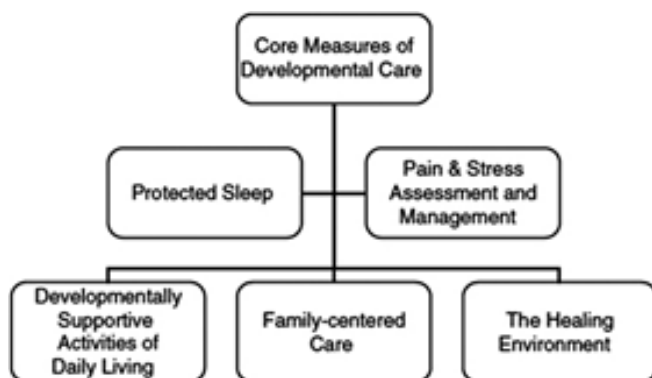 Core Measures of
Developmental Care
Protected Sleep
Pain & Stress
Assessment and
Management
Developmentally
Supportive
Activities of
Daily Living
Family-centered
Care
The Healing
Environment